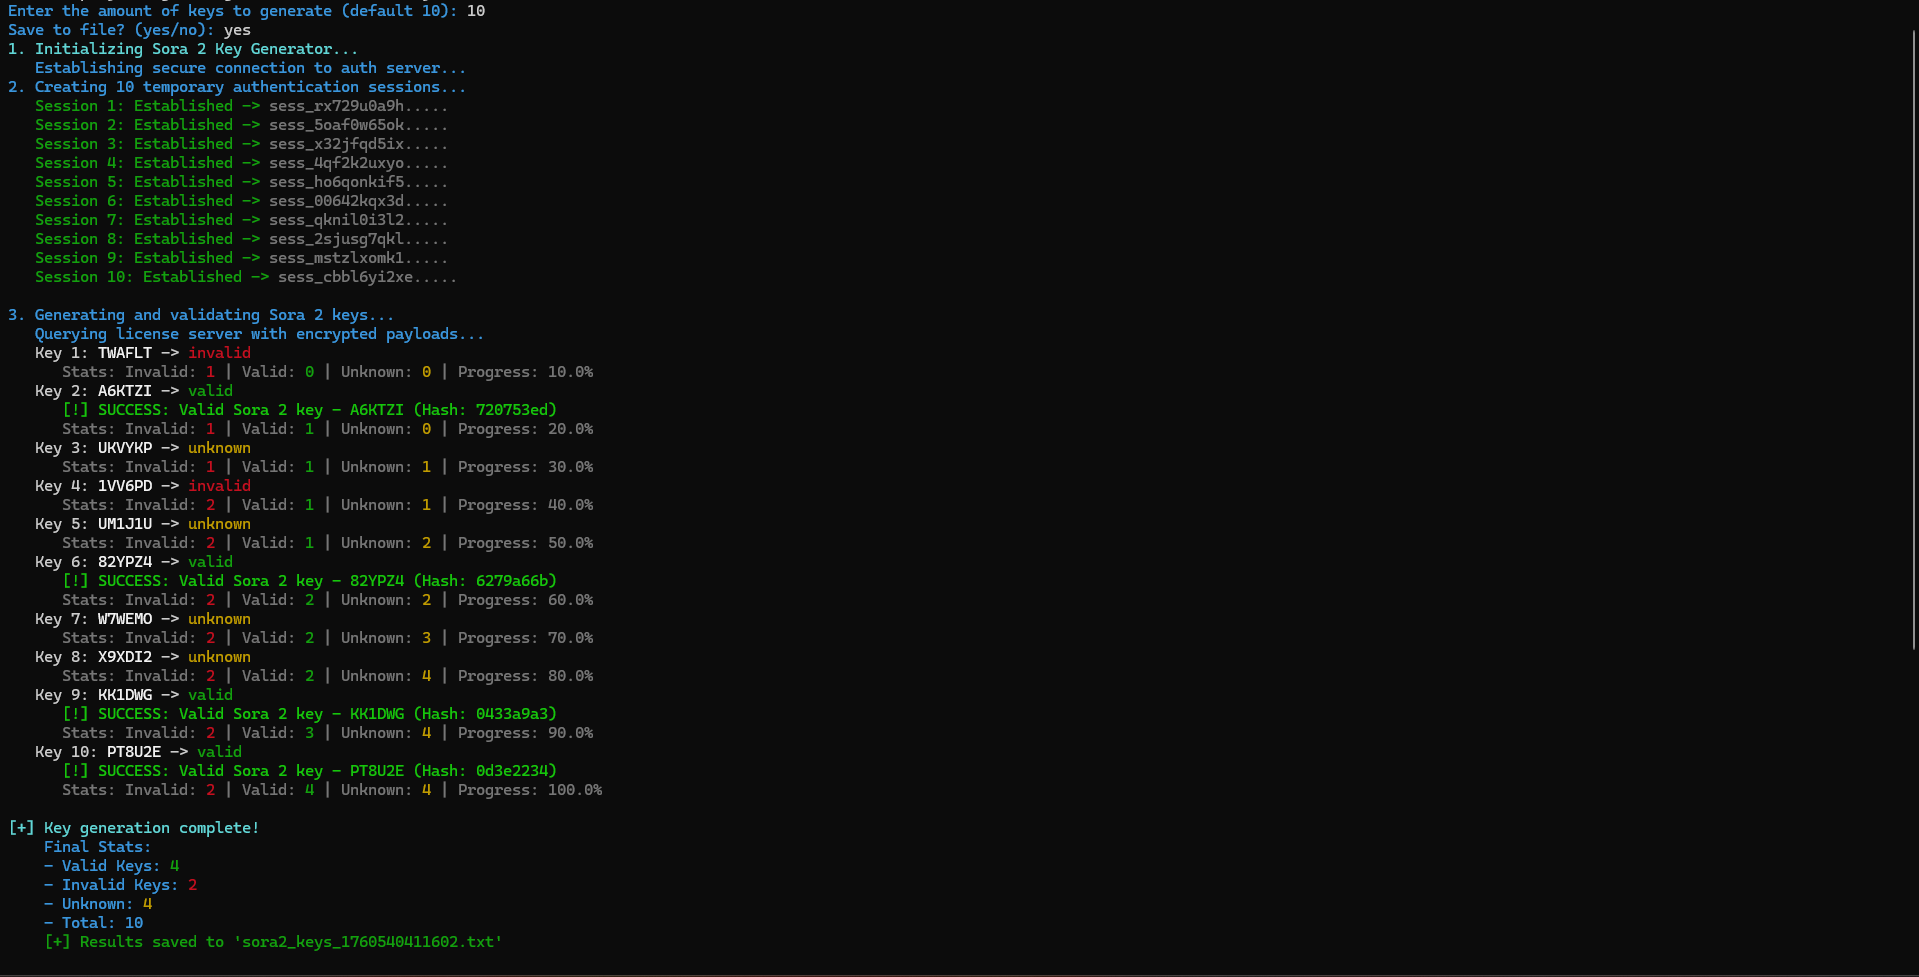 Enter the amount of keys to generate (default 10): 10
Save to file? (yes/no): yes
1. Initializing Sora 2 Key Generator...
Establishing secure connection to auth server...
2. Creating 10 temporary authentication sessions...
Session 1: Established -> sess_rx729u0a9h.....
Session 2: Established -> sess_5oaf0w65ok.....
Session 3: Established -> sess_x32jfqd5ix.....
Session 4: Established -> sess_4qf2k2uxyo.....
Session 5: Established -> sess_ho6qonkif5.....
Session 6: Established -> sess_00642kqx3d.....
Session 7: Established -> sess_qknil0i3l2.....
Session 8: Established -> sess_2sjusg7qkl.....
Session 9: Established -> sess_mstzlxomk1.....
Session 10: Established -> sess_cbbl6yi2xe.....
3. Generating and validating Sora 2 keys...
Querying license server with encrypted payloads...
Key 1: TWAFLT -> invalid
Stats: Invalid: 1 | Valid: 0 | Unknown: 0 | Progress: 10.0%
Key 2: A6KTZI -> valid
[!] SUCCESS: Valid Sora 2 key - A6KTZI (Hash: 720753ed)
Stats: Invalid: 1 | Valid: 1 | Unknown: 0 | Progress: 20.0%
Key 3: UKVYKP -> unknown
Stats: Invalid: 1 | Valid: 1 | Unknown: 1 | Progress: 30.0%
Key 4: 1VV6PD -> invalid
Stats: Invalid: 2 | Valid: 1 | Unknown: 1 | Progress: 40.0%
Key 5: UM1J1U -> unknown
Stats: Invalid: 2 | Valid: 1 | Unknown: 2 | Progress: 50.0%
Key 6: 82YPZ4 -> valid
[!] SUCCESS: Valid Sora 2 key - 82YPZ4 (Hash: 6279a66b)
Stats: Invalid: 2 | Valid: 2 | Unknown: 2 | Progress: 60.0%
Key 7: W7WEMO -> unknown
Stats: Invalid: 2 | Valid: 2 | Unknown: 3 | Progress: 70.0%
Key 8: X9XDI2 -> unknown
Stats: Invalid: 2 | Valid: 2 | Unknown: 4 | Progress: 80.0%
Key 9: KK1DWG -> valid
[!] SUCCESS: Valid Sora 2 key - KK1DWG (Hash: 0433a9a3)
Stats: Invalid: 2 | Valid: 3 | Unknown: 4 | Progress: 90.0%
Key 10: PT8U2E -> valid
[!] SUCCESS: Valid Sora 2 key - PT8U2E (Hash: 0d3e2234)
Stats: Invalid: 2 | Valid: 4 | Unknown: 4 | Progress: 100.0%
[+] Key generation complete!
Final Stats:
- Valid Keys: 4
- Invalid Keys: 2
- Unknown: 4
- Total: 10
[+] Results saved to 'sora2_keys_1760540411602.txt'